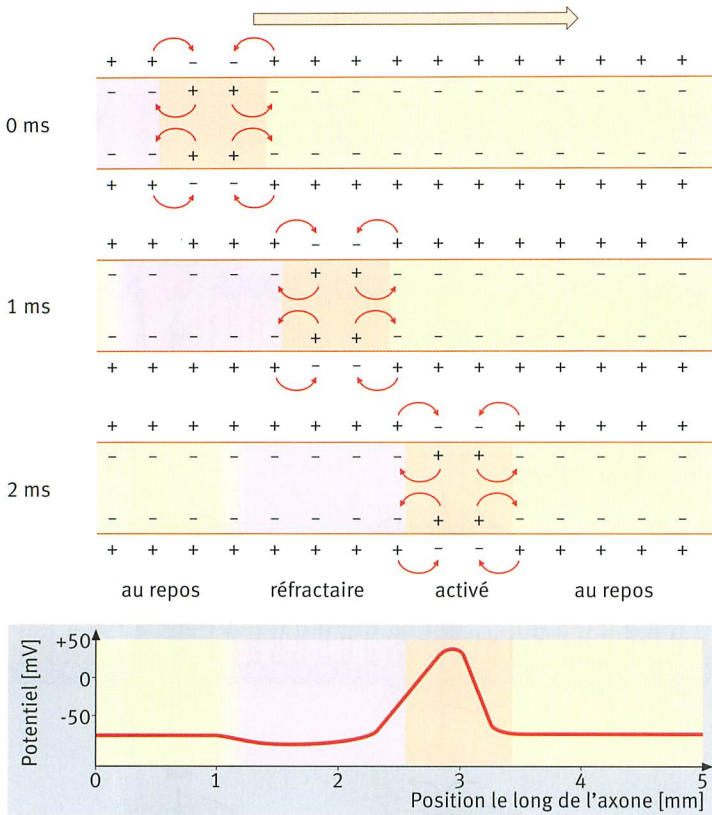 + + − − + + + + + + + + + + +
− − + + − − − − − − − − − − −
0 ms
− − + + − − − − − − − − − − −
+ + − − + + + + + + + + + + +
+ + + + + − − + + + + + + + +
− − − − − + + − − − − − − − −
1 ms
− − − − − + + − − − − − − − −
+ + + + + − − + + + + + + + +
+ + + + + + + + − − + + + + +
− − − − − − − − + + − − − − −
2 ms
− − − − − − − − + + − − − − −
+ + + + + + + + − − + + + + +
au repos réfractaire activé au repos
Potentiel [mV]
+50
0
-50
0 1 2 3 4 5
Position le long de l'axone [mm]